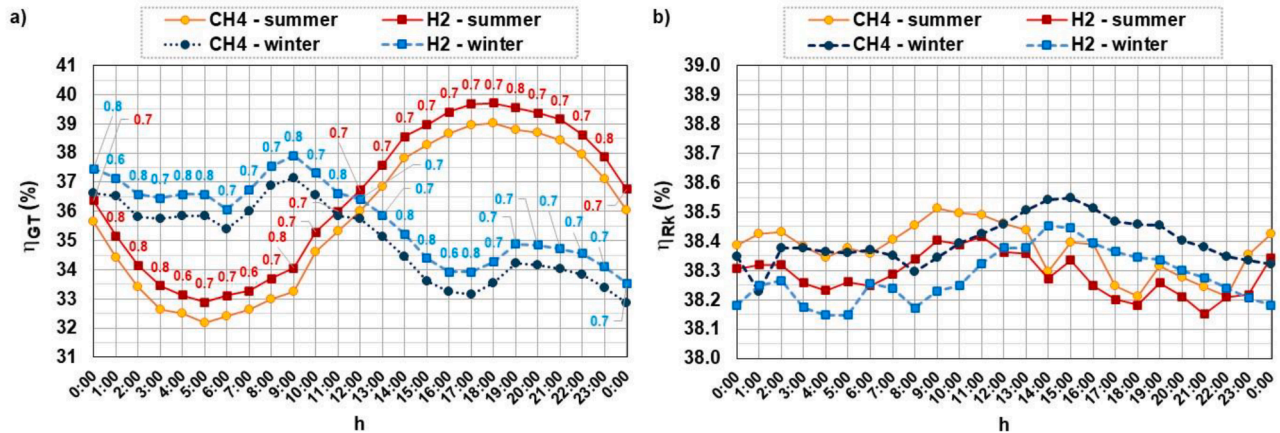 a)
CH4 - summer H2 - summer
CH4 - winter H2 - winter
ηGT (%)
41
40
39
38
37
36
35
34
33
32
31
0.8 0.7 0.6 0.8 0.7 0.8 0.8 0.7 0.7 0.7 0.8 0.7 0.8
0.8 0.8 0.8 0.6 0.8 0.7 0.6 0.7 0.8 0.7 0.7
0.7 0.7 0.7 0.7 0.7 0.7 0.7 0.8 0.7 0.7 0.7 0.8 0.7
0.7 0.7 0.8 0.8 0.6 0.8 0.7 0.7 0.7 0.7 0.7 0.7 0.7
0:00 1:00 2:00 3:00 4:00 5:00 6:00 7:00 8:00 9:00 10:00 11:00 12:00 13:00 14:00 15:00 16:00 17:00 18:00 19:00 20:00 21:00 22:00 23:00 0:00
h
b)
CH4 - summer H2 - summer
CH4 - winter H2 - winter
ηRk (%)
39.0
38.9
38.8
38.7
38.6
38.5
38.4
38.3
38.2
38.1
38.0
0:00 1:00 2:00 3:00 4:00 5:00 6:00 7:00 8:00 9:00 10:00 11:00 12:00 13:00 14:00 15:00 16:00 17:00 18:00 19:00 20:00 21:00 22:00 23:00 0:00
h